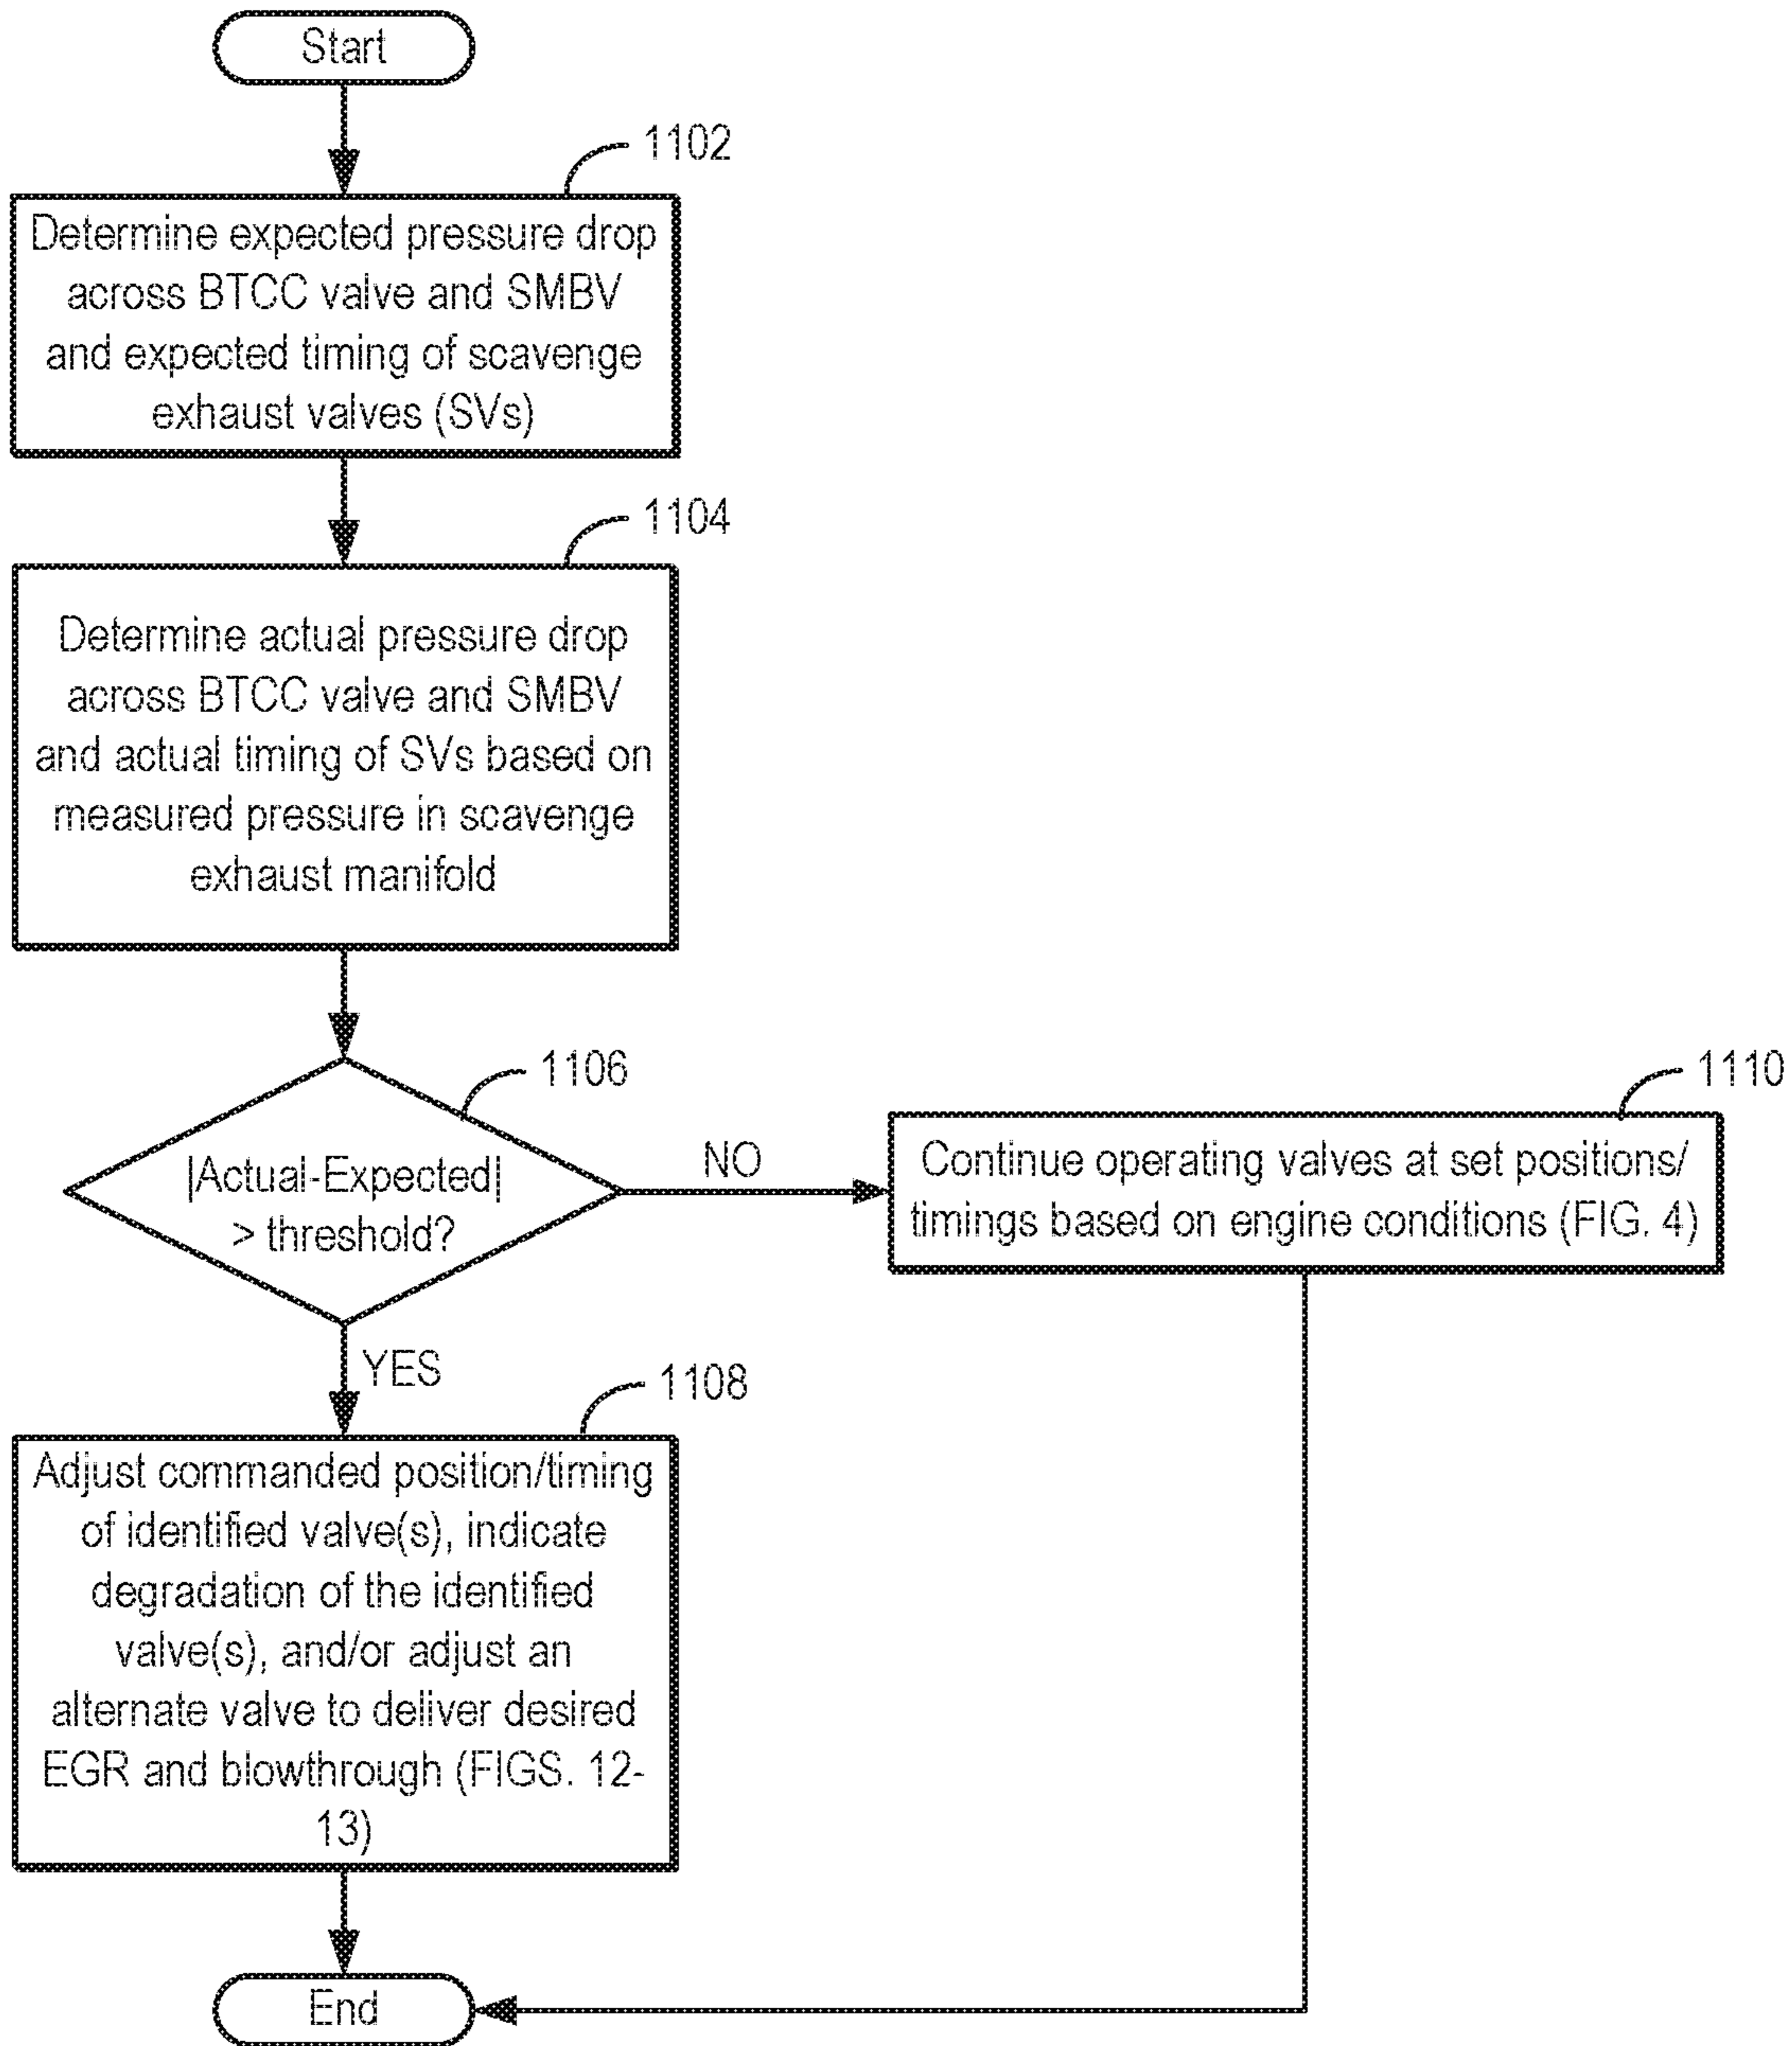 Start
1102
Determine expected pressure drop
across BTCC valve and SMBV
and expected timing of scavenge
exhaust valves (SVs)
1104
Determine actual pressure drop
across BTCC valve and SMBV
and actual timing of SVs based on
measured pressure in scavenge
exhaust manifold
1106
|Actual-Expected|
> threshold?
NO
1110
Continue operating valves at set positions/
timings based on engine conditions (FIG. 4)
YES
1108
Adjust commanded position/timing
of identified valve(s), indicate
degradation of the identified
valve(s), and/or adjust an
alternate valve to deliver desired
EGR and blowthrough (FIGS. 12-
13)
End